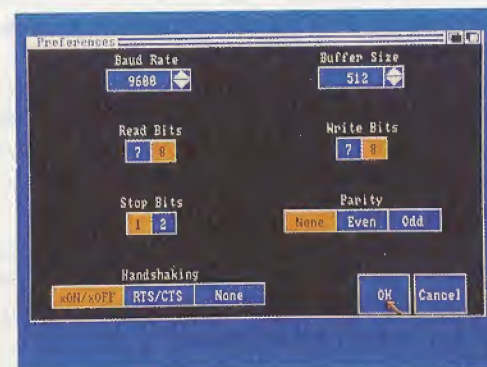 Preferences
Baud Rate
9600
Buffer Size
512
Read Bits
7 8
Write Bits
7 8
Stop Bits
1 2
Parity
None Even Odd
Handshaking
xON/xOFF RTS/CTS None
OK Cancel